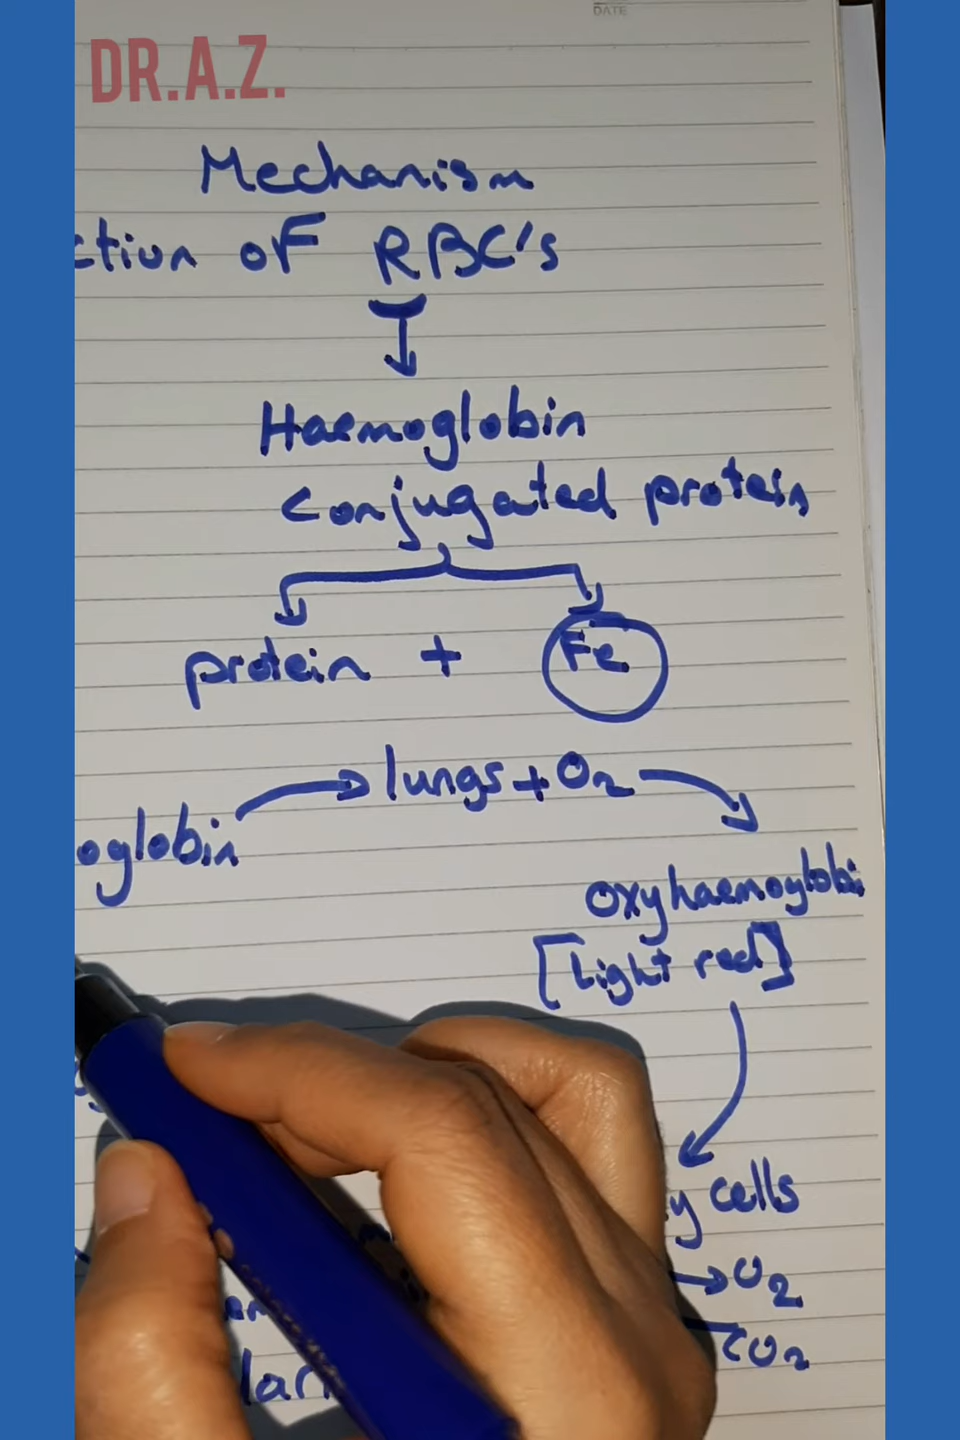 DATE
DR.A.Z.
Mechanism
ction of RBC's
Haemoglobin
conjugated protein
protein + Fe
lungs + O2
oglobin
oxyhaemoglobi
[Light red]
y cells
O2
CO2